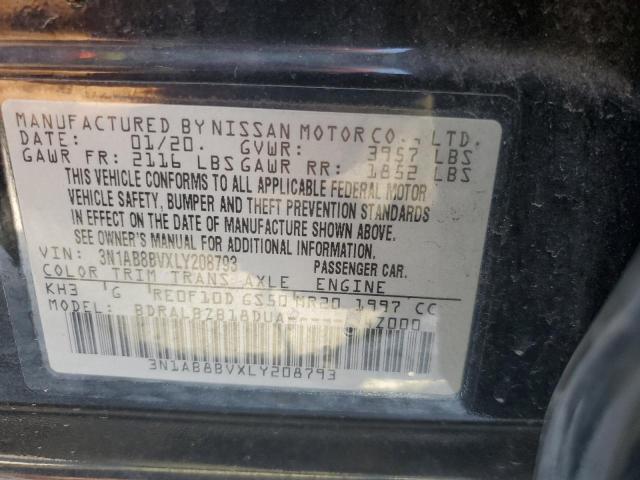 MANUFACTURED BY NISSAN MOTOR CO., LTD.
DATE: 01/20. GVWR: 3957 LBS
GAWR FR: 2116 LBS GAWR RR: 1852 LBS
THIS VEHICLE CONFORMS TO ALL APPLICABLE FEDERAL MOTOR
VEHICLE SAFETY, BUMPER AND THEFT PREVENTION STANDARDS
IN EFFECT ON THE DATE OF MANUFACTURE SHOWN ABOVE.
SEE OWNER'S MANUAL FOR ADDITIONAL INFORMATION.
VIN: 3N1AB8BVXLY208793 PASSENGER CAR.
COLOR TRIM TRANS AXLE ENGINE
KH3 G RE0F10D GS50 MR20 1997 CC
MODEL: BDRALBZB18DUA
3N1AB8BVXLY208793